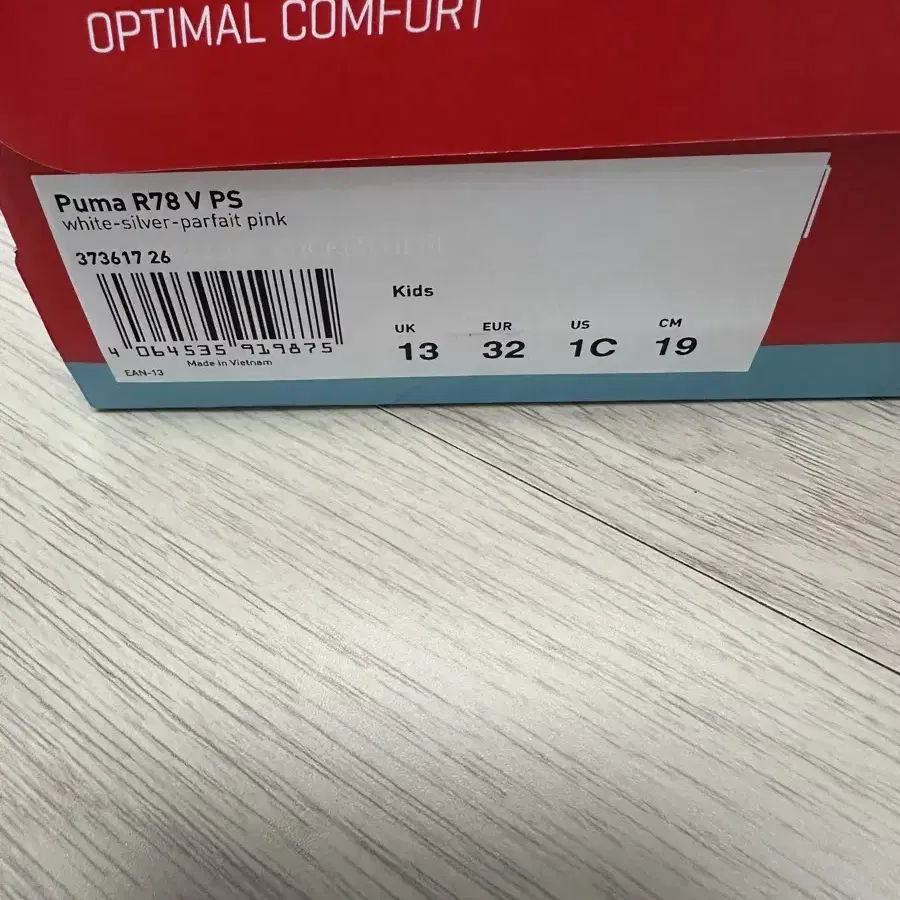 OPTIMAL COMFORT
Puma R78 V PS
white-silver-parfait pink
373617 26
4 064535 919875
EAN-13
Made in Vietnam
Kids
UK EUR US CM
13 32 1C 19